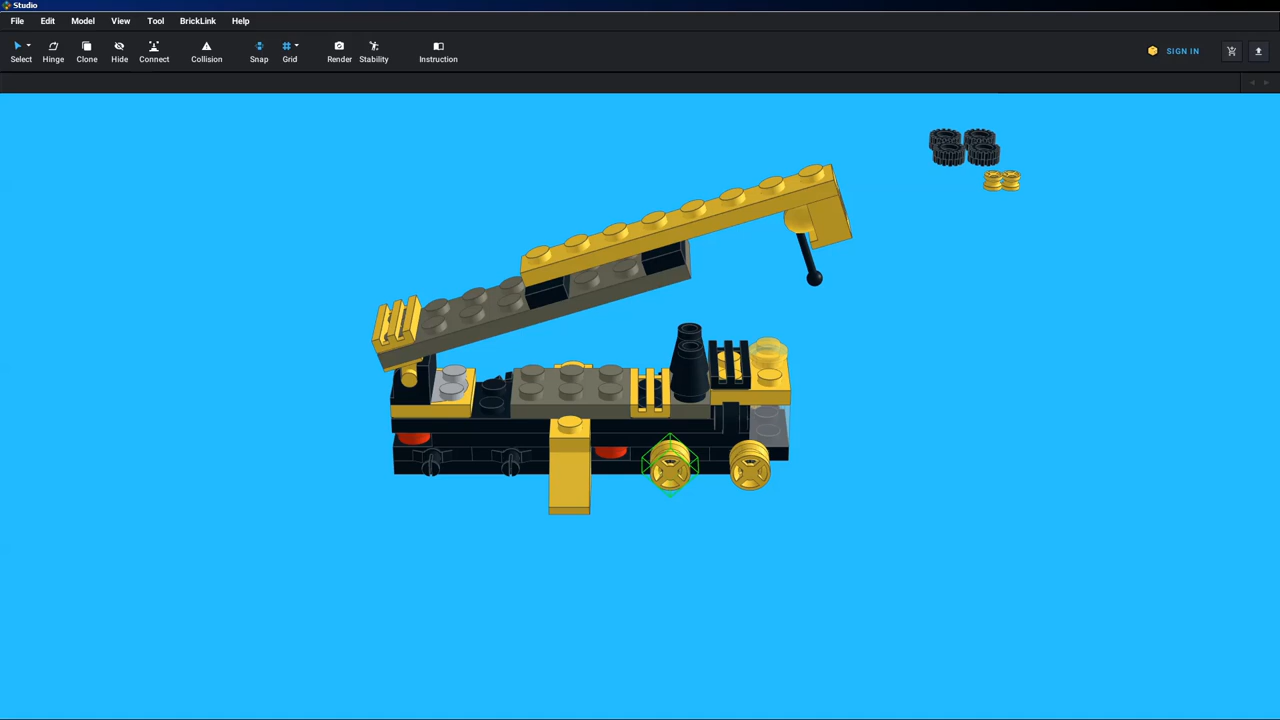 Studio
File Edit Model View Tool BrickLink Help
Select Hinge Clone Hide Connect Collision Snap Grid Render Stability Instruction SIGN IN